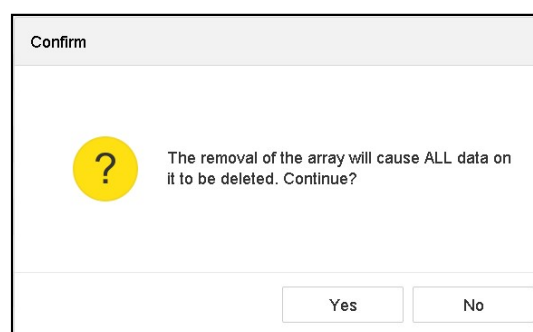 Confirm
?
The removal of the array will cause ALL data on
it to be deleted. Continue?
Yes
No